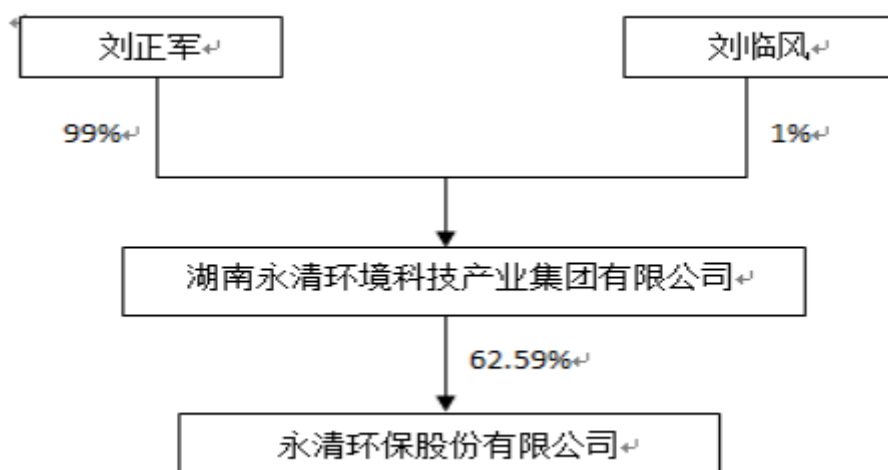 刘正军
刘临风
99%
1%
湖南永清环境科技产业集团有限公司
62.59%
永清环保股份有限公司